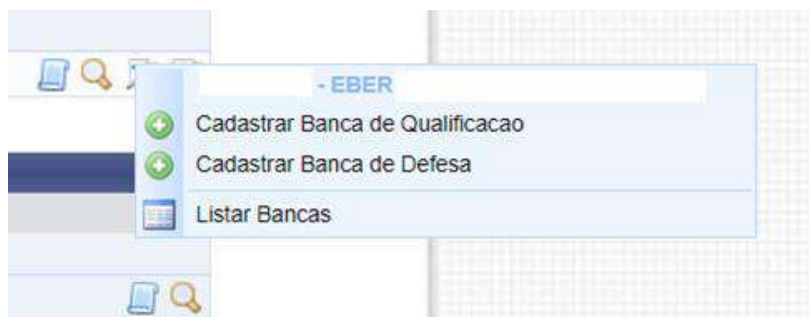 - EBER
Cadastrar Banca de Qualificacao
Cadastrar Banca de Defesa
Listar Bancas